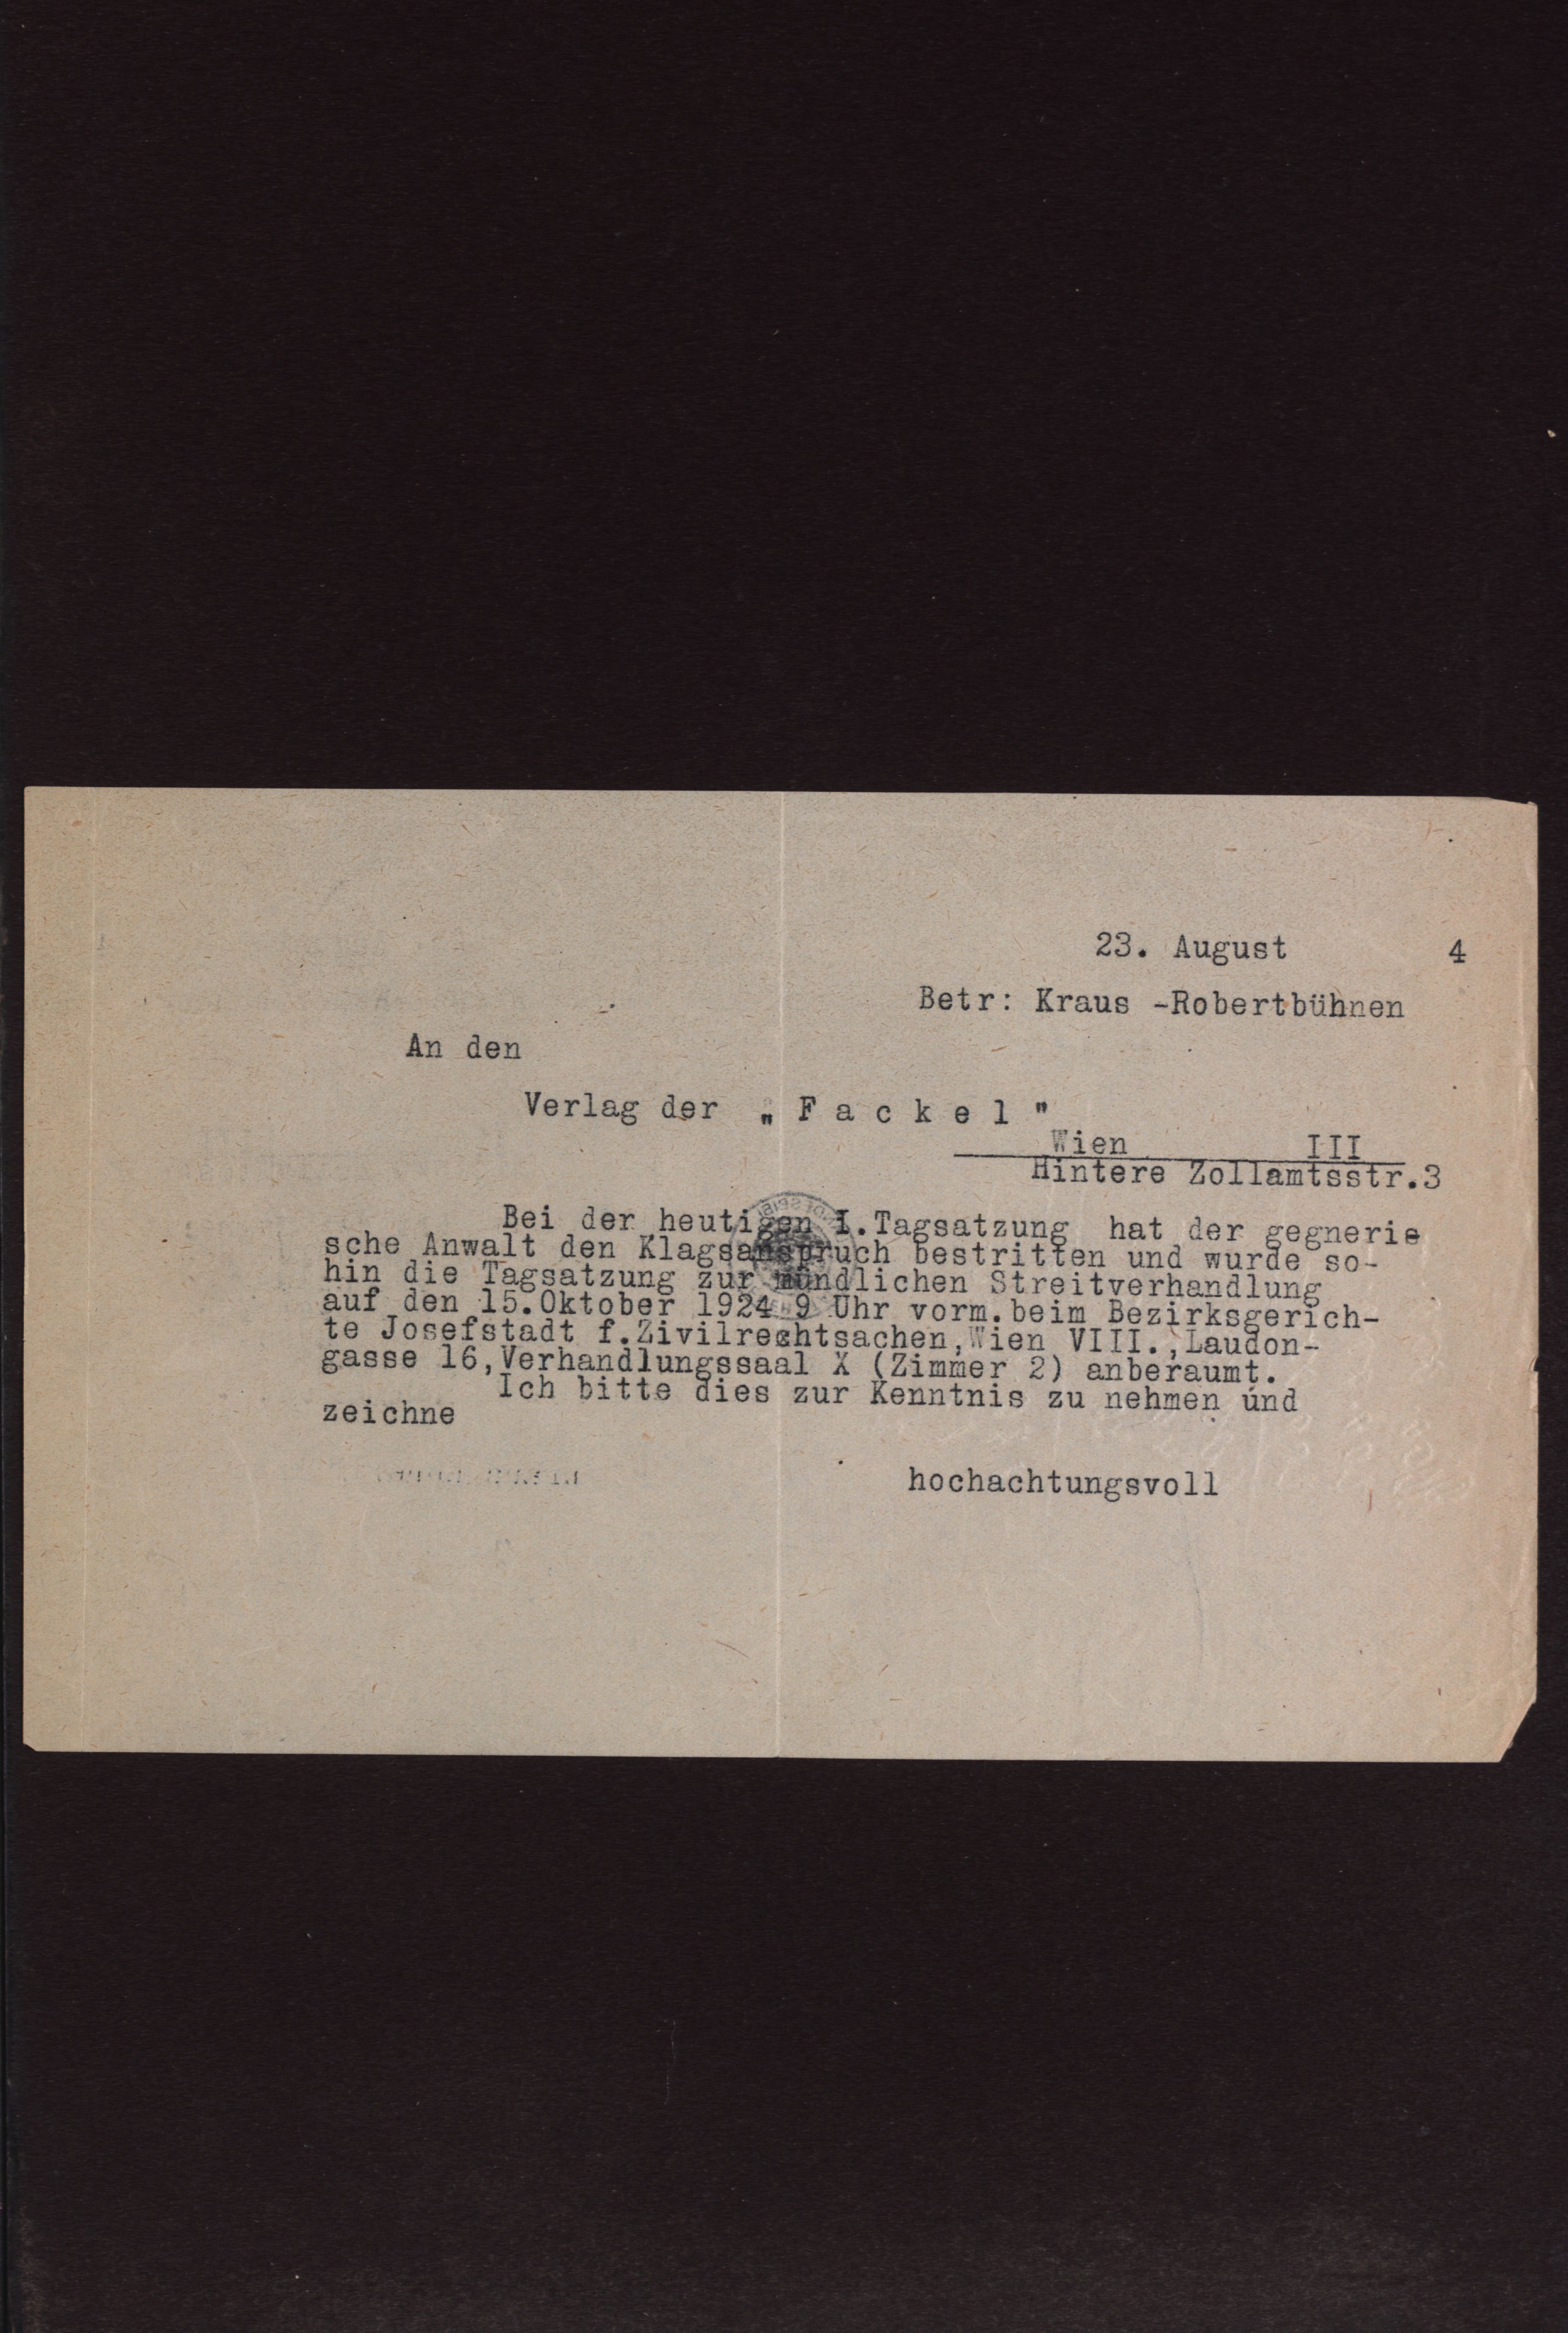 23. August 4
Betr: Kraus -Robertbühnen
An den
Verlag der „ F a c k e l "
Wien III
Hintere Zollamtsstr.3
Bei der heutigen I.Tagsatzung hat der gegnerie
sche Anwalt den Klagsanspruch bestritten und wurde so-
hin die Tagsatzung zur mündlichen Streitverhandlung
auf den 15.Oktober 1924 9 Uhr vorm.beim Bezirksgerich-
te Josefstadt f.Zivilrechtsachen,Wien VIII.,Laudon-
gasse 16,Verhandlungssaal X (Zimmer 2) anberaumt.
Ich bitte dies zur Kenntnis zu nehmen und
zeichne
hochachtungsvoll